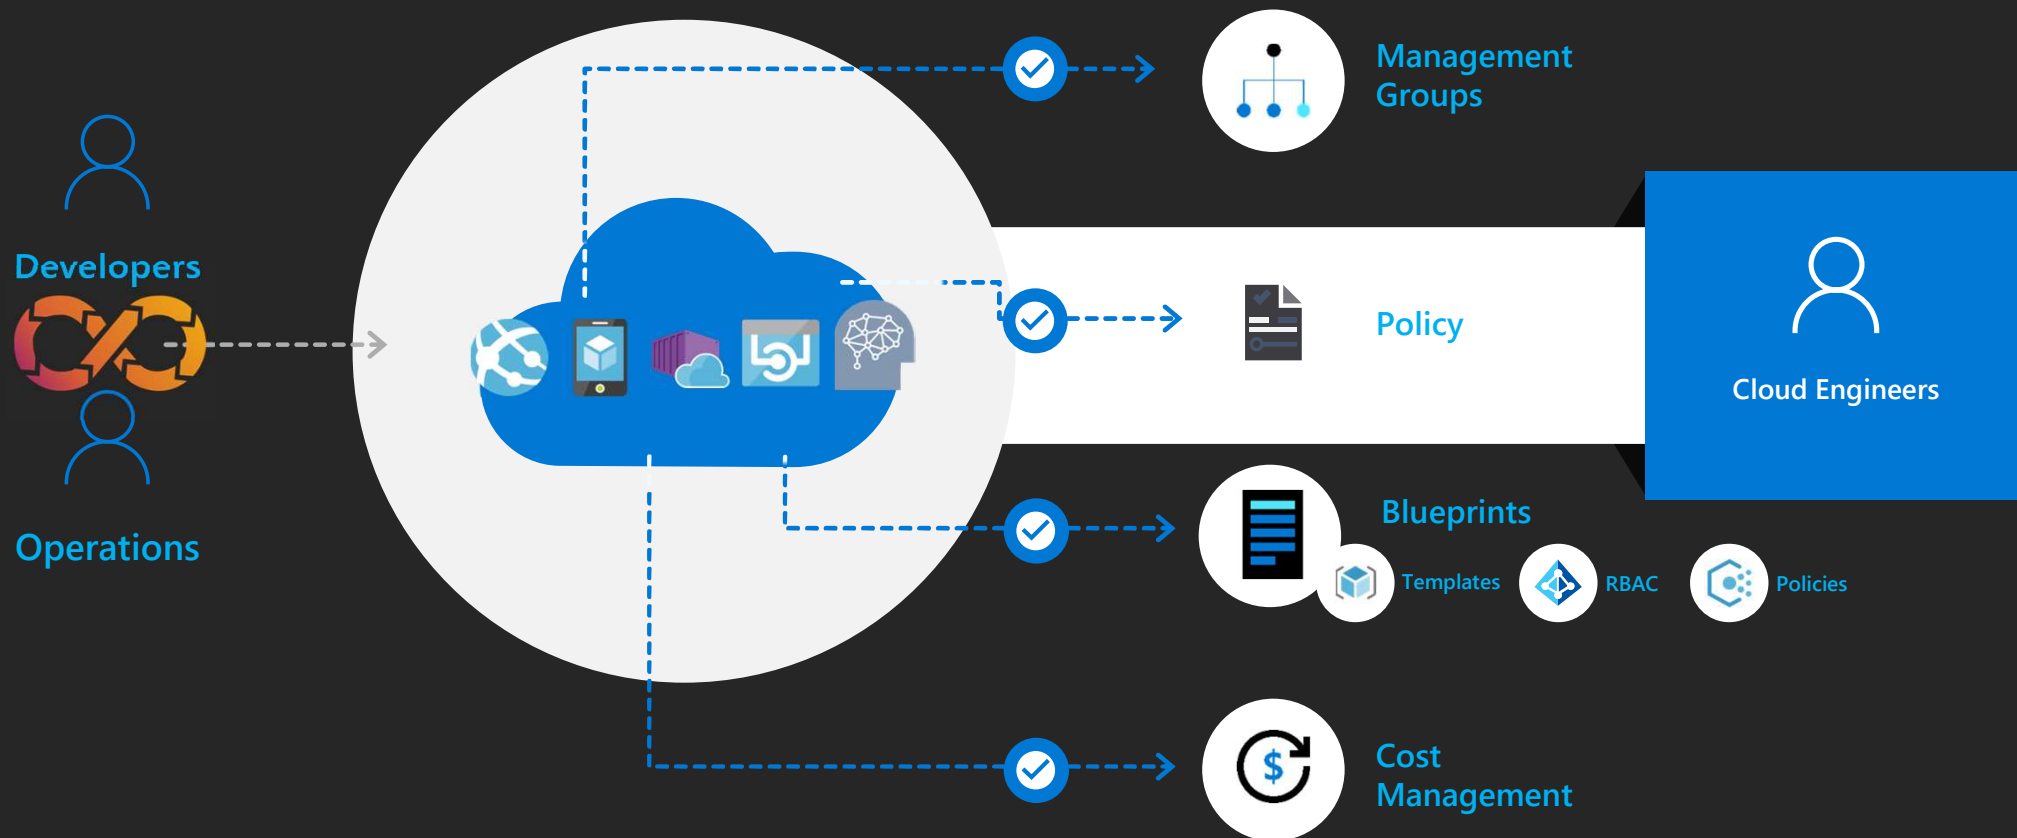 Developers
Operations
Management
Groups
Policy
Blueprints
Templates
RBAC
Policies
Cost
Management
$
Cloud Engineers